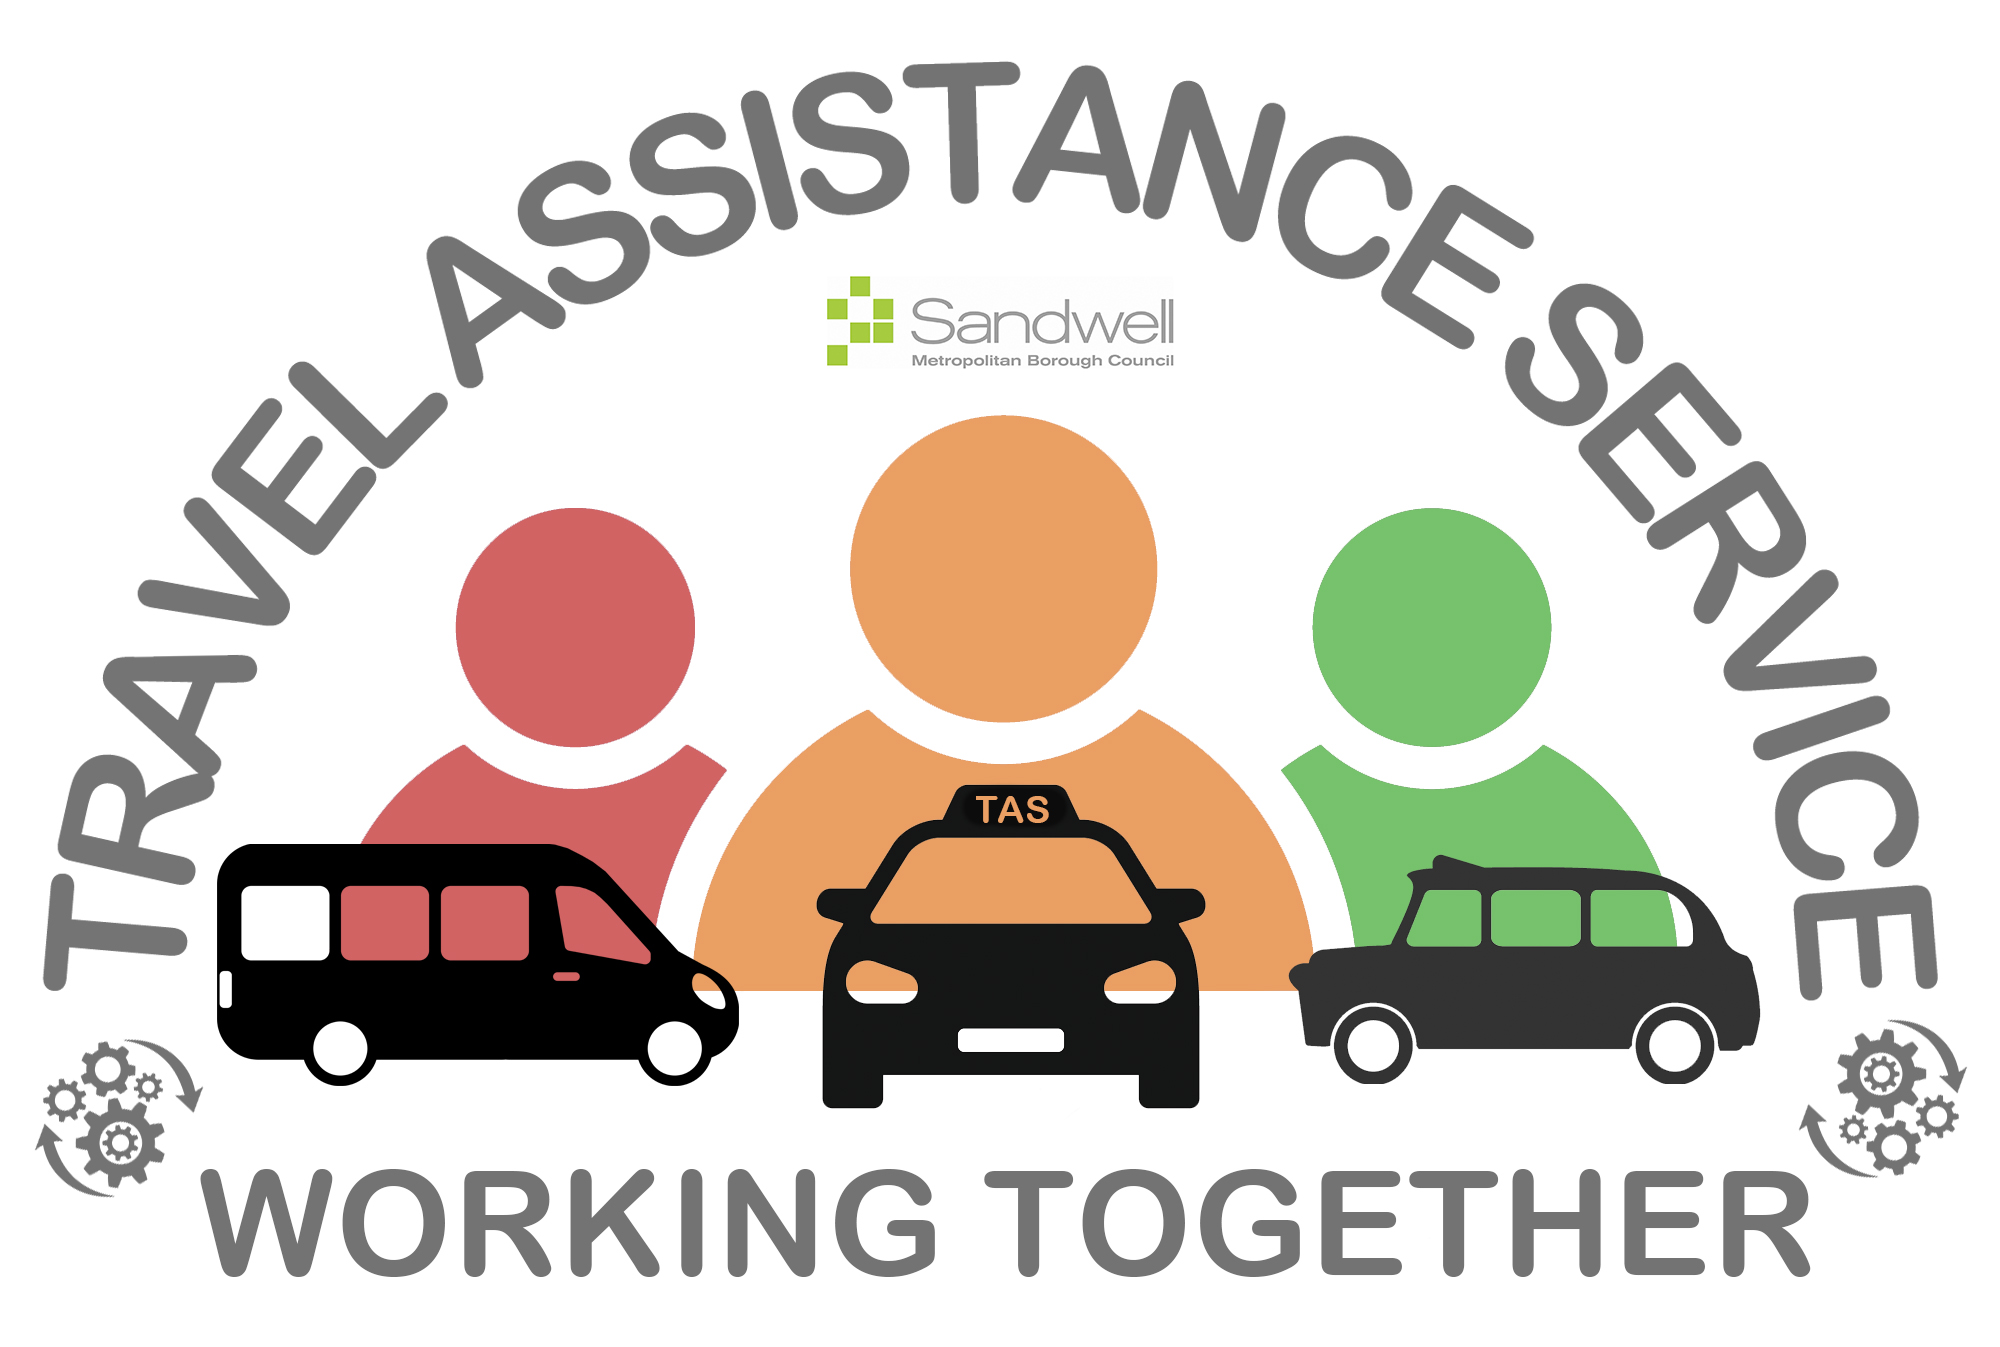 TRAVEL ASSISTANCE SERVICE
Sandwell
Metropolitan Borough Council
TAS
WORKING TOGETHER